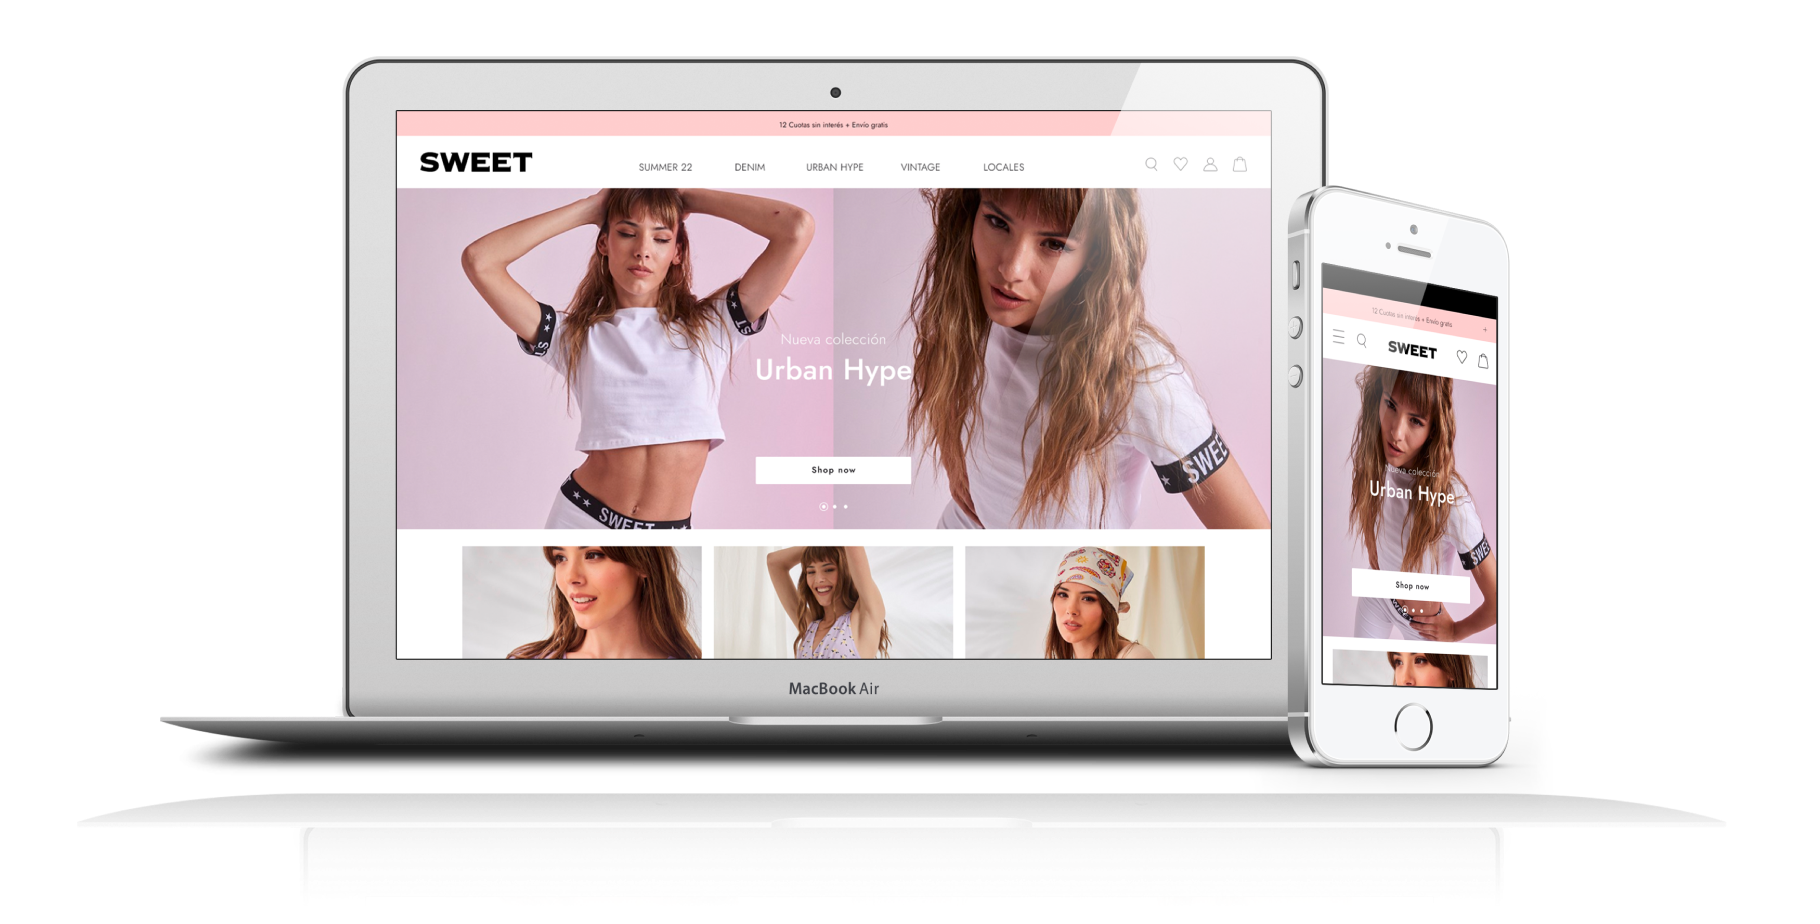 12 Cuotas sin interés + Envío gratis
SWEET
SUMMER 22 DENIM URBAN HYPE VINTAGE LOCALES
Nueva colección
Urban Hype
SWEET
SWEE
Shop now
MacBook Air
12 Cuotas sin interés + Envío gratis +
SWEET
Nueva colección
Urban Hype
SWEE
Shop now